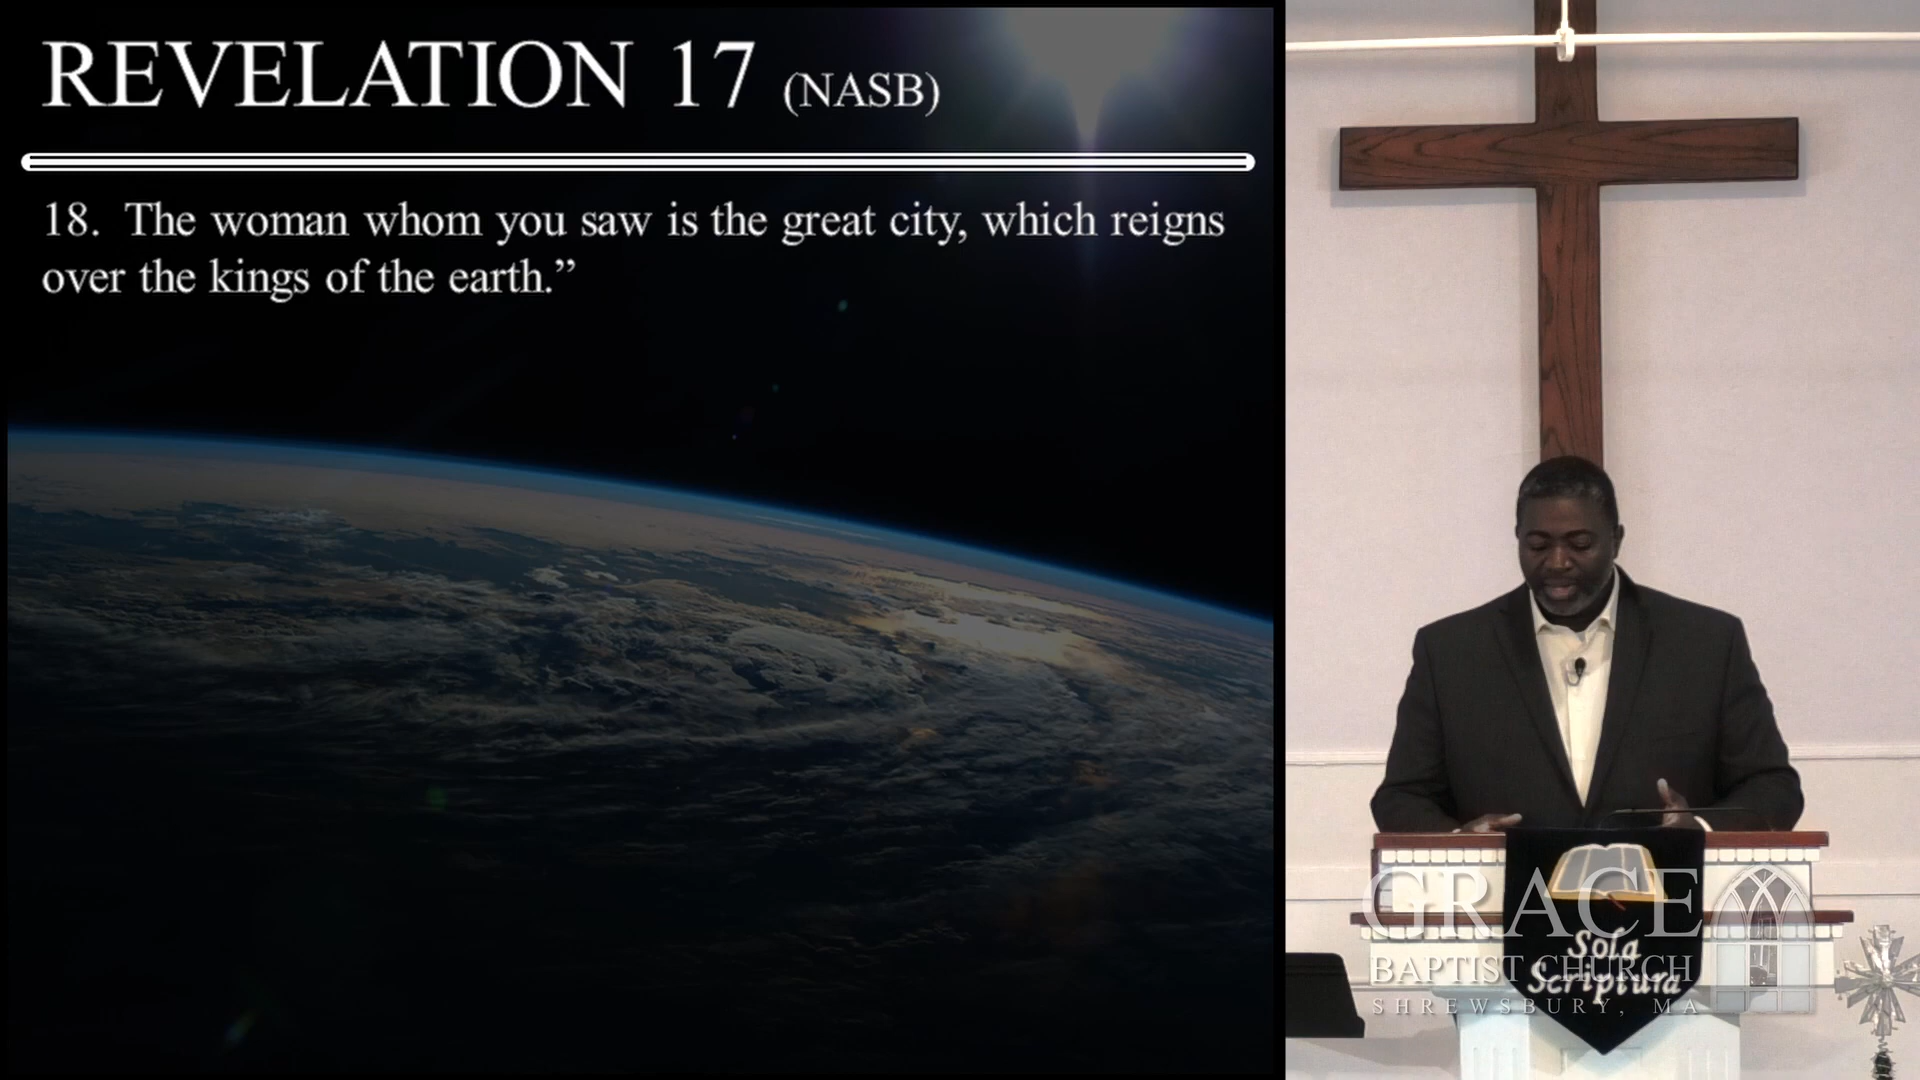 REVELATION 17 (NASB)
18. The woman whom you saw is the great city, which reigns
over the kings of the earth.”
GRACE
Sola
BAPTIST CHURCH
Scriptura
SHREWSBURY, MA